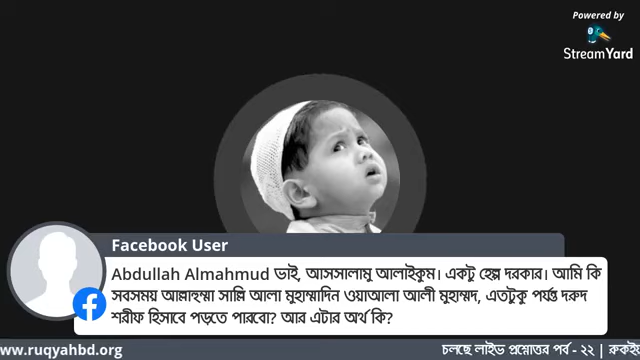 Powered by
StreamYard
Facebook User
Abdullah Almahmud ভাই, আসসালামু আলাইকুম। একটু হেল্প দরকার। আমি কি
সবসময় আল্লাহুম্মা সাল্লি আলা মুহাম্মাদিন ওয়াআলা আলী মুহাম্মদ, এতটুকু পর্যন্ত দরুদ
শরীফ হিসাবে পড়তে পারবো? আর এটার অর্থ কি?
www.ruqyahbd.org
চলছে লাইভ প্রশ্নোত্তর পর্ব - ২২ |